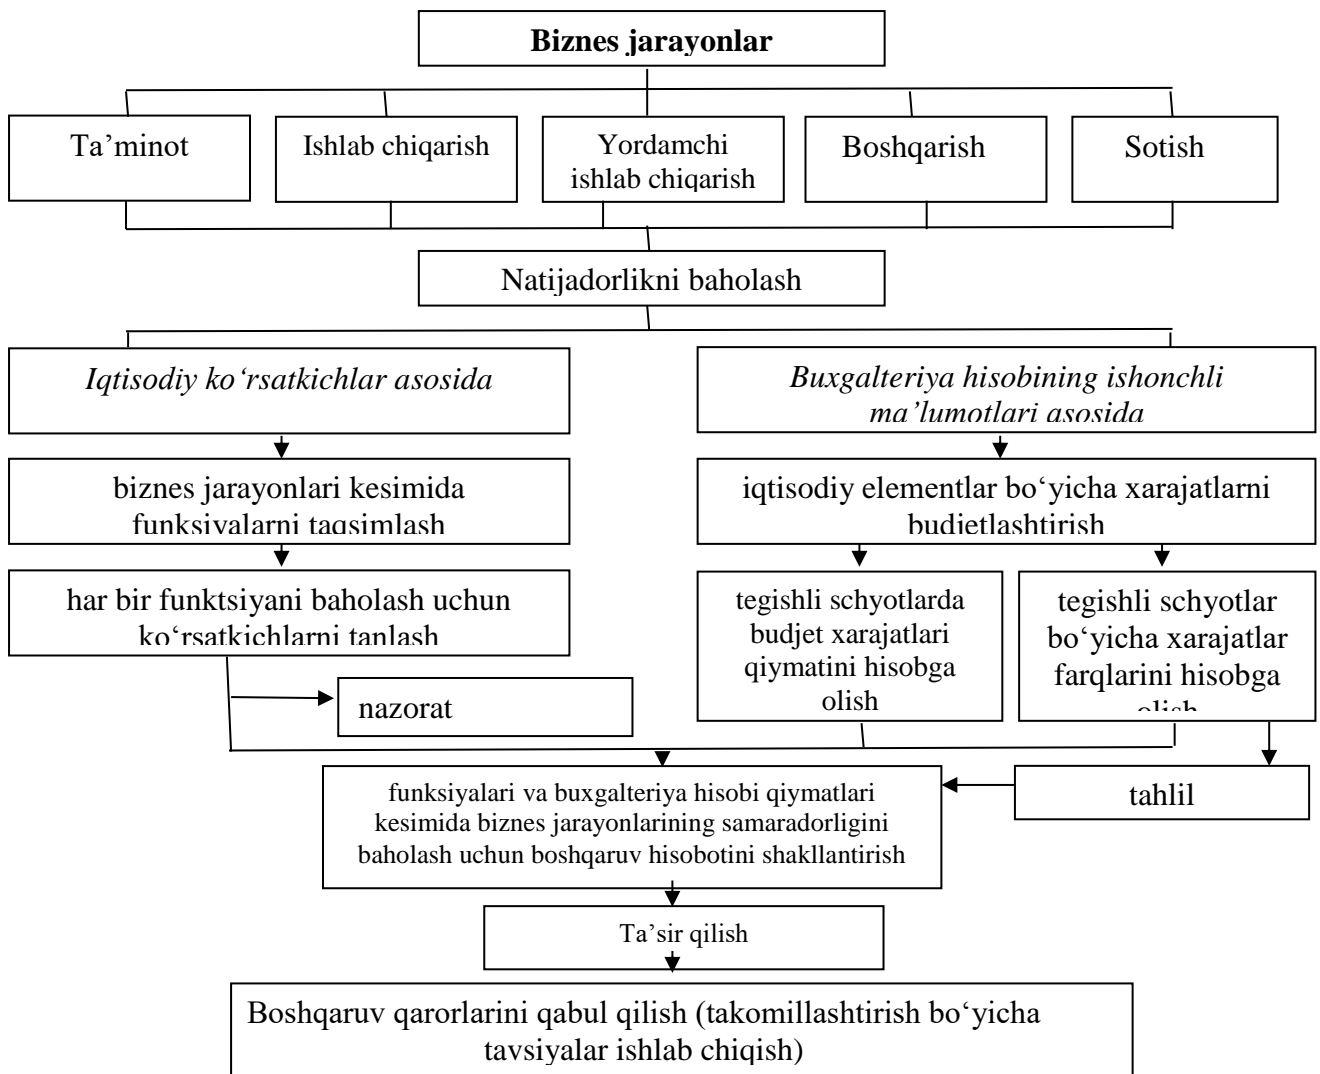 Biznes jarayonlar
Ta’minot
Ishlab chiqarish
Yordamchi
ishlab chiqarish
Boshqarish
Sotish
Natijadorlikni baholash
Iqtisodiy ko‘rsatkichlar asosida
Buxgalteriya hisobining ishonchli
ma’lumotlari asosida
biznes jarayonlari kesimida
funksiyalarni taqsimlash
iqtisodiy elementlar bo‘yicha xarajatlarni
budjetlashtirish
har bir funktsiyani baholash uchun
ko‘rsatkichlarni tanlash
tegishli schyotlarda
budjet xarajatlari
qiymatini hisobga
olish
tegishli schyotlar
bo‘yicha xarajatlar
farqlarini hisobga
olish
nazorat
funksiyalari va buxgalteriya hisobi qiymatlari
kesimida biznes jarayonlarining samaradorligini
baholash uchun boshqaruv hisobotini shakllantirish
tahlil
Ta’sir qilish
Boshqaruv qarorlarini qabul qilish (takomillashtirish bo‘yicha
tavsiyalar ishlab chiqish)